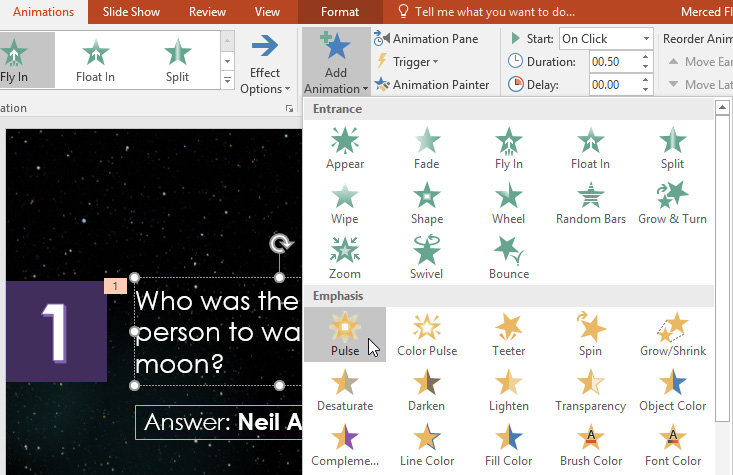 Animations Slide Show Review View Format Tell me what you want to do... Merced Fl
Fly In Float In Split
Effect Options
Add Animation
Animation Pane
Trigger
Animation Painter
Start: On Click
Duration: 00.50
Delay: 00.00
Reorder Anim
Move Ear
Move Lat
ation
Entrance
Appear Fade Fly In Float In Split
Wipe Shape Wheel Random Bars Grow & Turn
Zoom Swivel Bounce
Emphasis
Pulse Color Pulse Teeter Spin Grow/Shrink
Desaturate Darken Lighten Transparency Object Color
Compleme... Line Color Fill Color Brush Color Font Color
1
1
Who was the
person to wa
moon?
Answer: Neil A